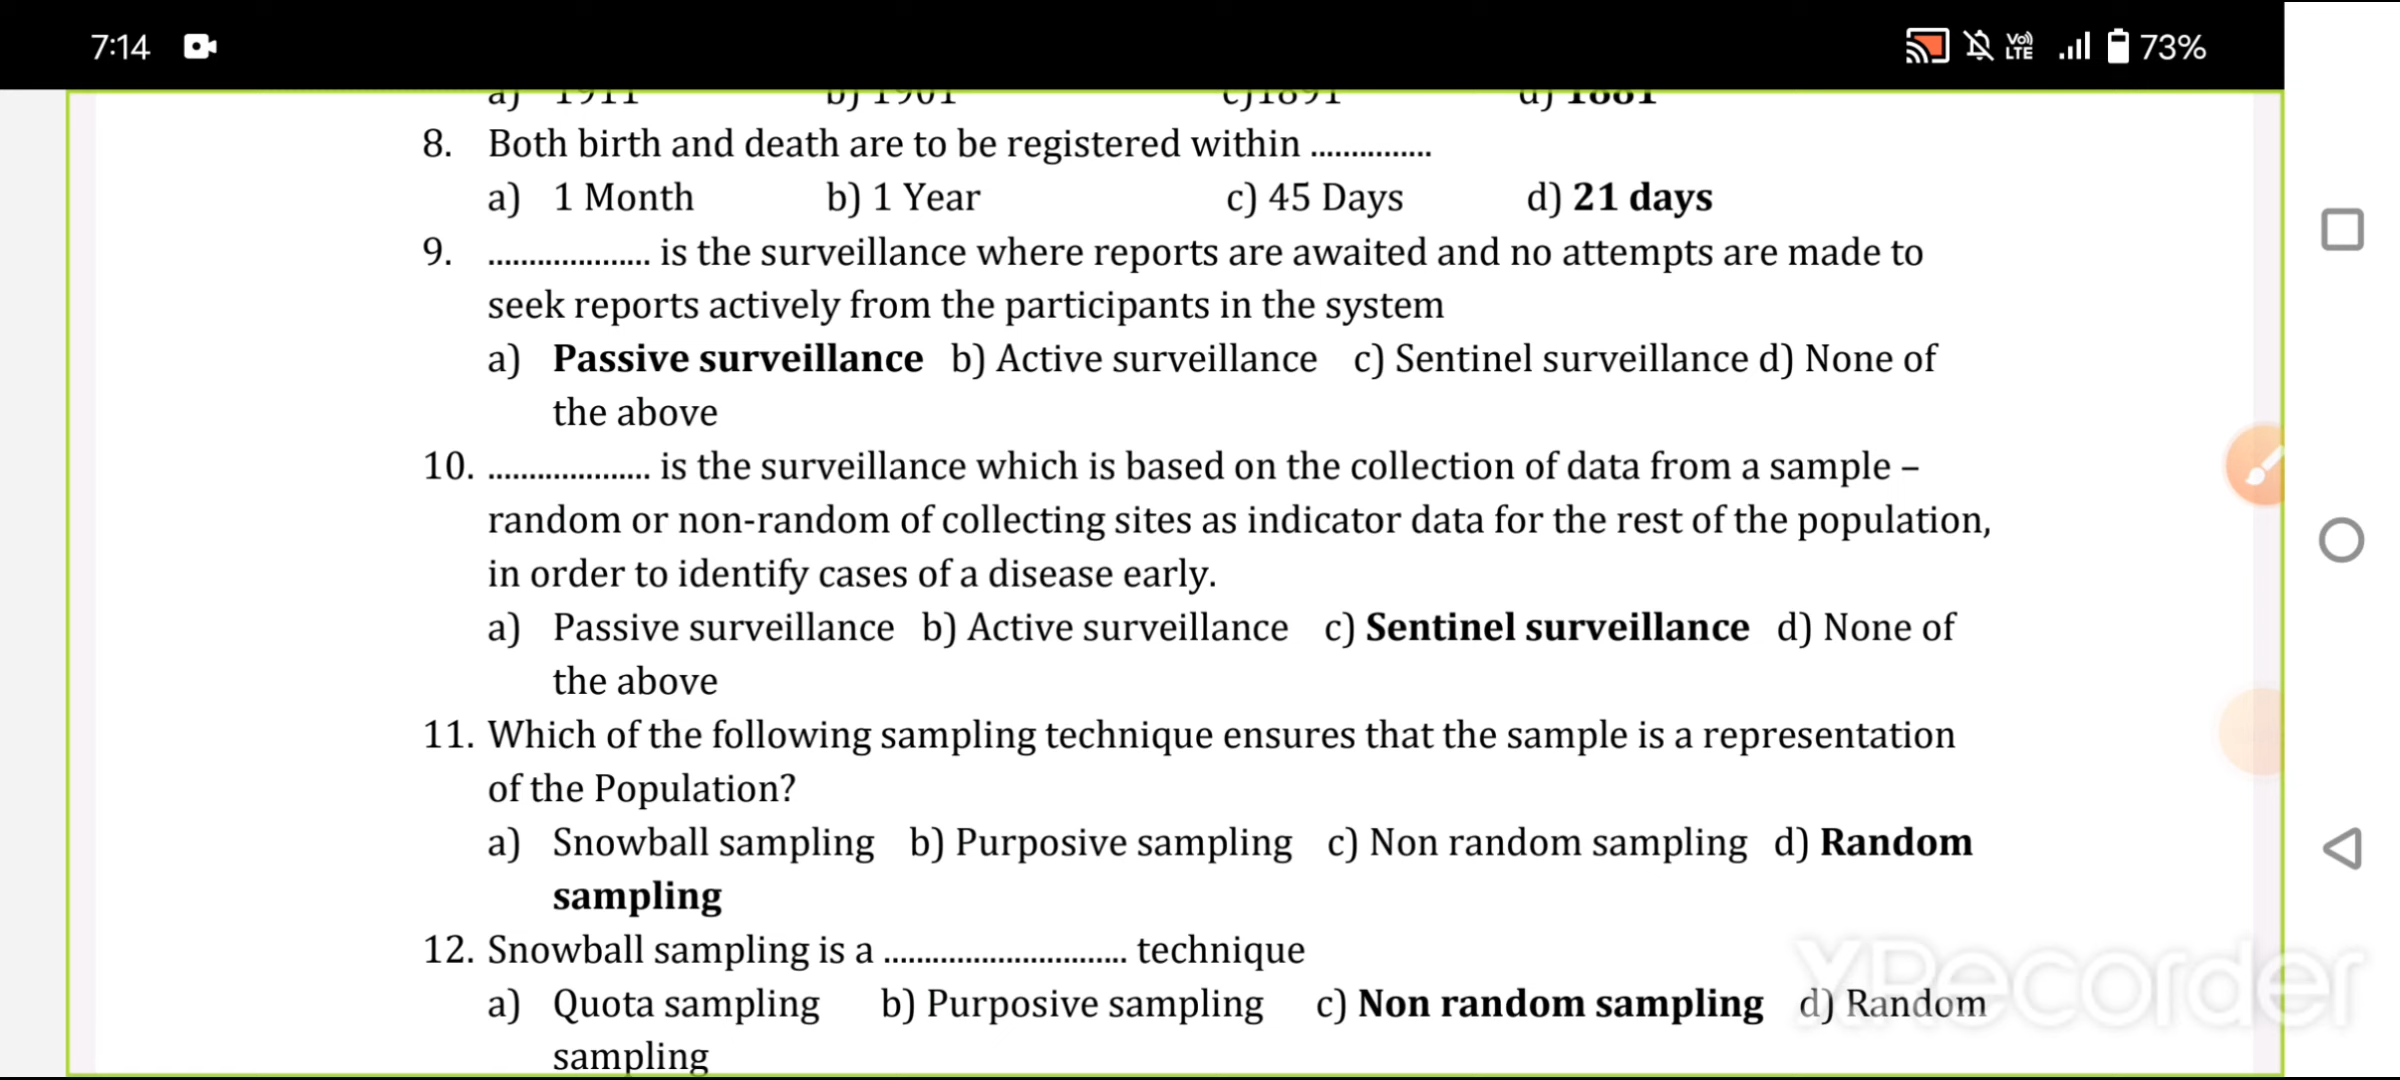 7:14 Vo) LTE 73%
a) 1911 b) 1901 c)1891 d) 1881
8. Both birth and death are to be registered within ...............
a) 1 Month b) 1 Year c) 45 Days d) 21 days
9. .................... is the surveillance where reports are awaited and no attempts are made to
seek reports actively from the participants in the system
a) Passive surveillance b) Active surveillance c) Sentinel surveillance d) None of
the above
10. .................... is the surveillance which is based on the collection of data from a sample –
random or non-random of collecting sites as indicator data for the rest of the population,
in order to identify cases of a disease early.
a) Passive surveillance b) Active surveillance c) Sentinel surveillance d) None of
the above
11. Which of the following sampling technique ensures that the sample is a representation
of the Population?
a) Snowball sampling b) Purposive sampling c) Non random sampling d) Random
sampling
12. Snowball sampling is a .............................. technique
a) Quota sampling b) Purposive sampling c) Non random sampling d) Random
sampling
XRecorder